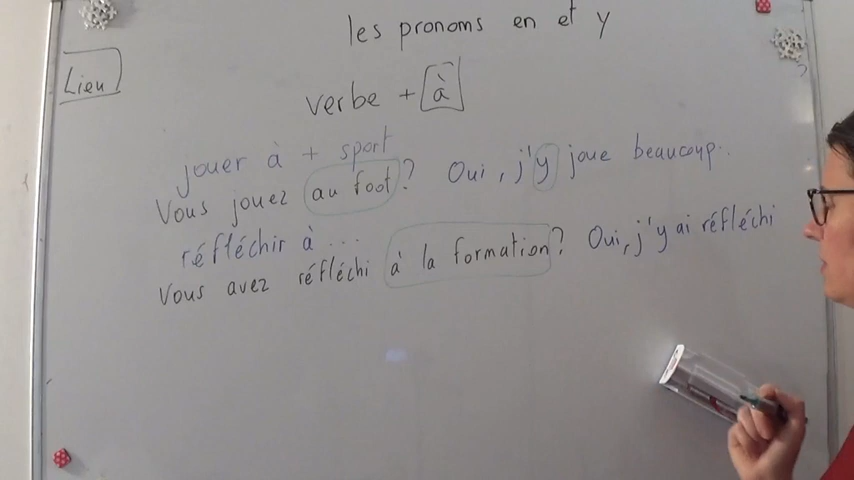 les pronoms en et y
Lieu
verbe + à
jouer à + sport
Vous jouez au foot? Oui, j'y joue beaucoup..
réfléchir à ...
Vous avez réfléchi à la formation? Oui, j'y ai réfléchi